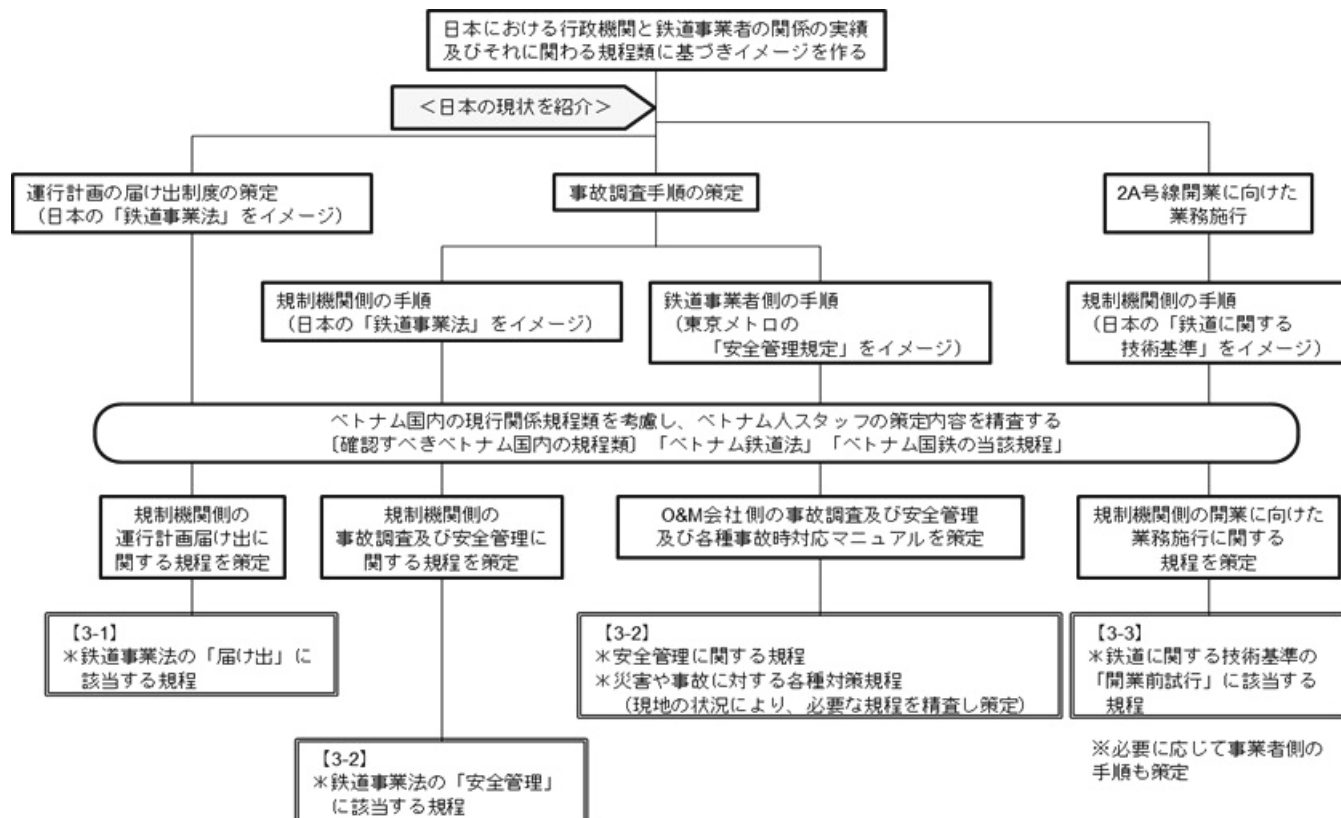 日本における行政機関と鉄道事業者の関係の実績
及びそれに関わる規程類に基づきイメージを作る
＜日本の現状を紹介＞
運行計画の届け出制度の策定
（日本の「鉄道事業法」をイメージ）
事故調査手順の策定
2A号線開業に向けた
業務施行
規制機関側の手順
（日本の「鉄道事業法」をイメージ）
鉄道事業者側の手順
（東京メトロの
「安全管理規定」をイメージ）
規制機関側の手順
（日本の「鉄道に関する
技術基準」をイメージ）
ベトナム国内の現行関係規程類を考慮し、ベトナム人スタッフの策定内容を精査する
〔確認すべきベトナム国内の規程類〕「ベトナム鉄道法」「ベトナム国鉄の当該規程」
規制機関側の
運行計画届け出に
関する規程を策定
規制機関側の
事故調査及び安全管理に
関する規程を策定
O&M会社側の事故調査及び安全管理
及び各種事故時対応マニュアルを策定
規制機関側の開業に向けた
業務施行に関する
規程を策定
【3-1】
＊鉄道事業法の「届け出」に
該当する規程
【3-2】
＊安全管理に関する規程
＊災害や事故に対する各種対策規程
（現地の状況により、必要な規程を精査し策定）
【3-3】
＊鉄道に関する技術基準の
「開業前試行」に該当する
規程
【3-2】
＊鉄道事業法の「安全管理」
に該当する規程
※必要に応じて事業者側の
手順も策定